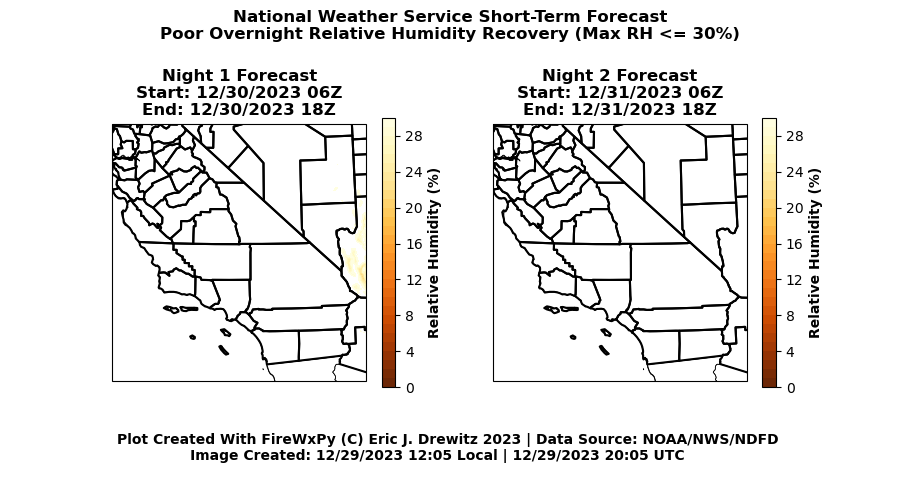 National Weather Service Short-Term Forecast
Poor Overnight Relative Humidity Recovery (Max RH <= 30%)
Night 1 Forecast
Start: 12/30/2023 06Z
End: 12/30/2023 18Z
28
24
20
16
12
8
4
0
Relative Humidity (%)
Night 2 Forecast
Start: 12/31/2023 06Z
End: 12/31/2023 18Z
28
24
20
16
12
8
4
0
Relative Humidity (%)
Plot Created With FireWxPy (C) Eric J. Drewitz 2023 | Data Source: NOAA/NWS/NDFD
Image Created: 12/29/2023 12:05 Local | 12/29/2023 20:05 UTC